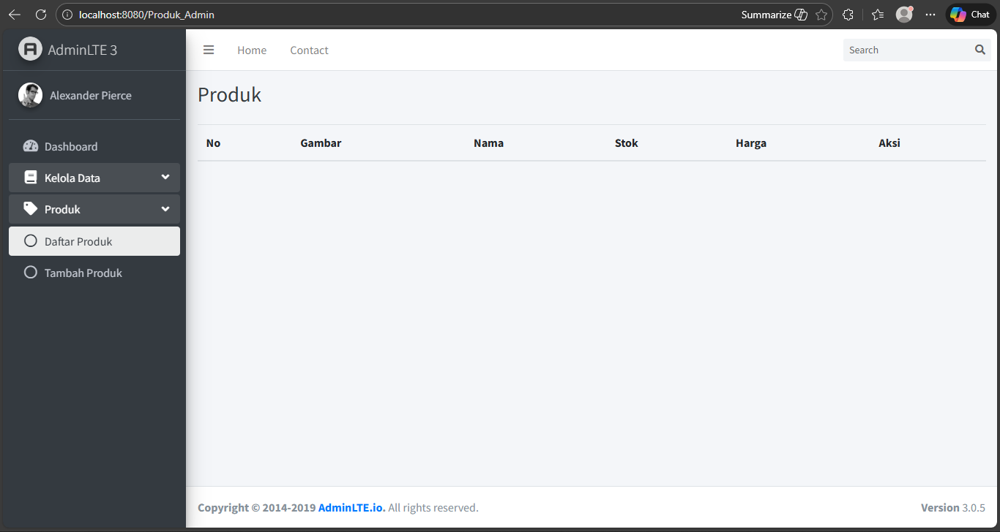 localhost:8080/Produk_Admin
Summarize
Chat
AdminLTE 3
Home
Contact
Search
Alexander Pierce
Dashboard
Kelola Data
Produk
Daftar Produk
Tambah Produk
Produk
No Gambar Nama Stok Harga Aksi
Copyright © 2014-2019 AdminLTE.io. All rights reserved.
Version 3.0.5